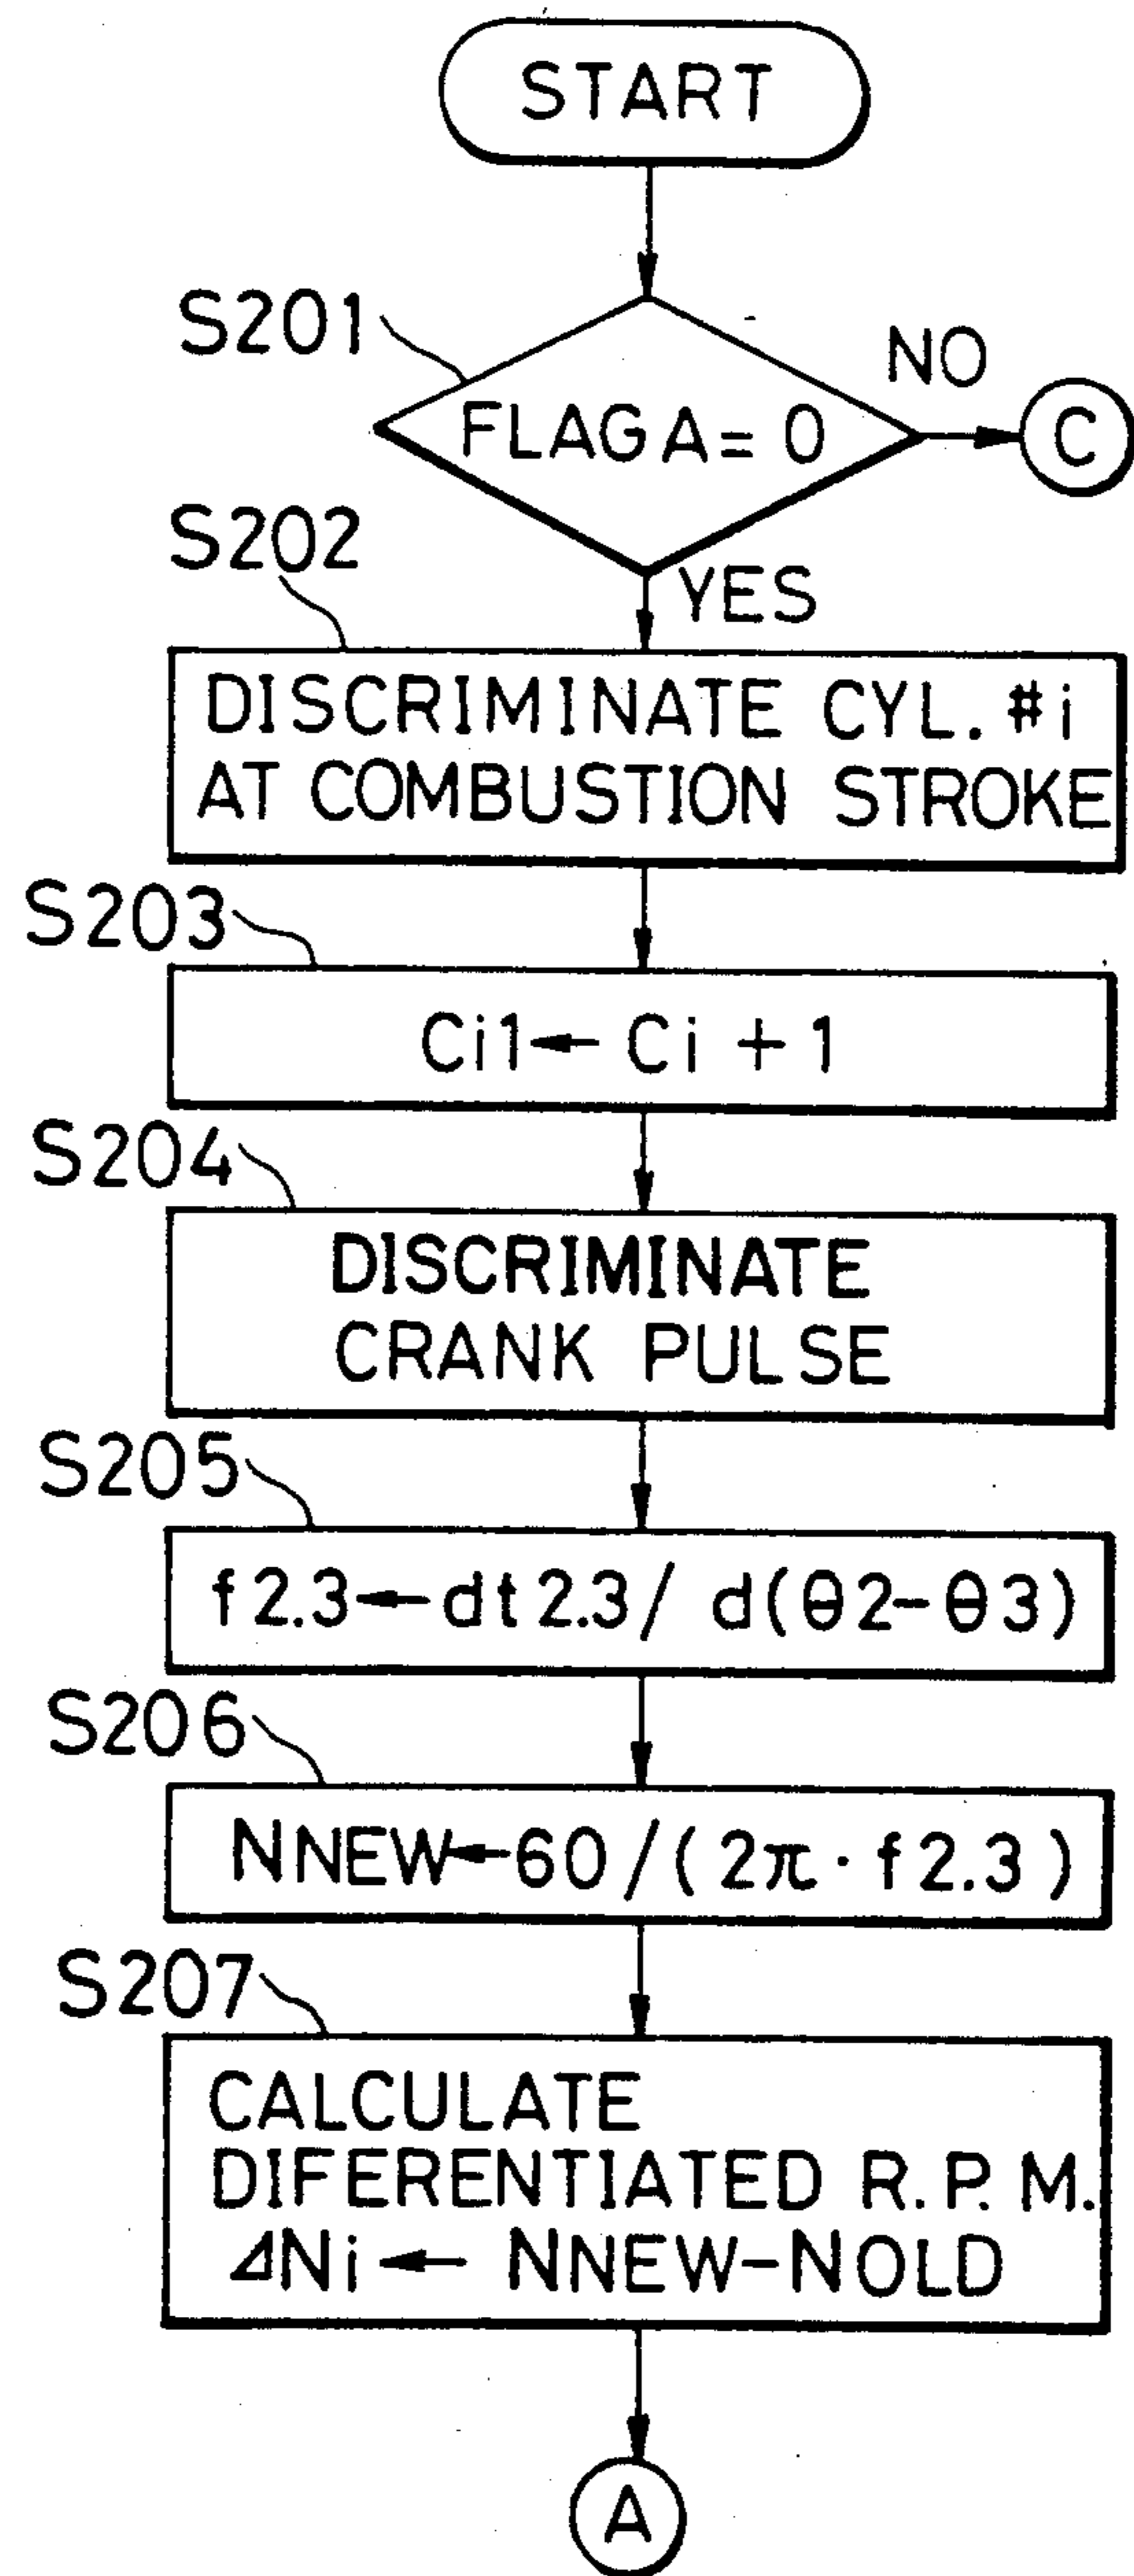 START
S201
FLAG A = 0
NO
C
YES
S202
DISCRIMINATE CYL. #i
AT COMBUSTION STROKE
S203
Ci1 ← Ci + 1
S204
DISCRIMINATE
CRANK PULSE
S205
f2.3 ← dt2.3 / d(θ2-θ3)
S206
NNEW ← 60 / (2π · f2.3)
S207
CALCULATE
DIFERENTIATED R.P.M.
ΔNi ← NNEW-NOLD
A